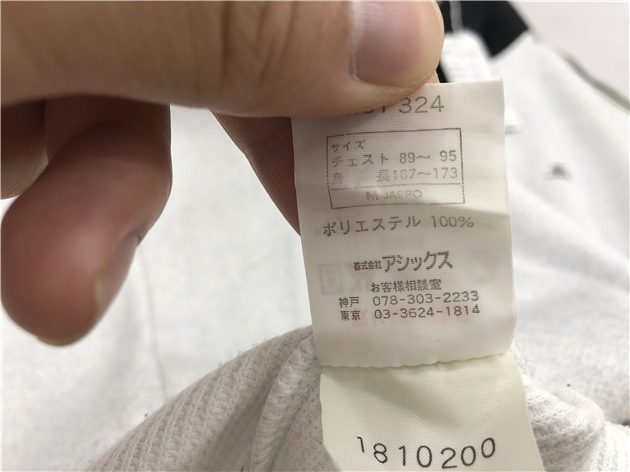 324
サイズ
チェスト 89～ 95
身 長167～173
M JASPO
ポリエステル 100%
株式会社アシックス
お客様相談室
神戸 078-303-2233
東京 03-3624-1814
1810200